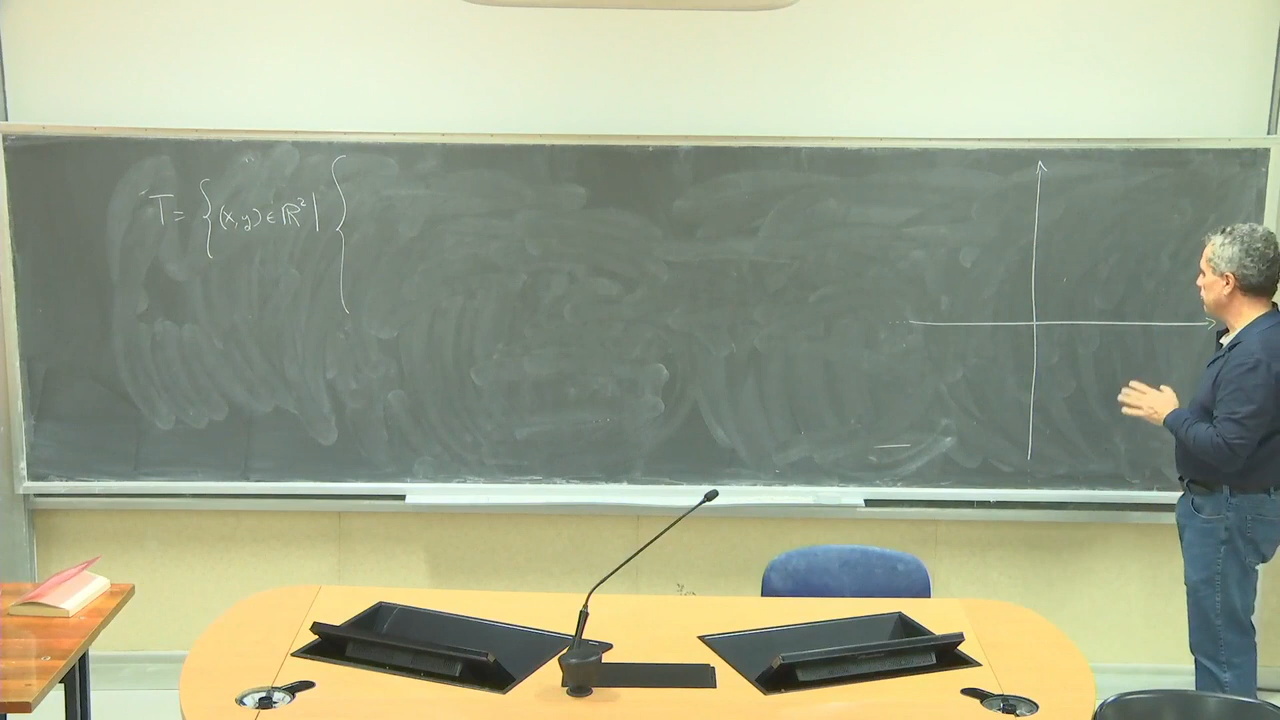 T = { (x,y) ∈ ℝ² | {